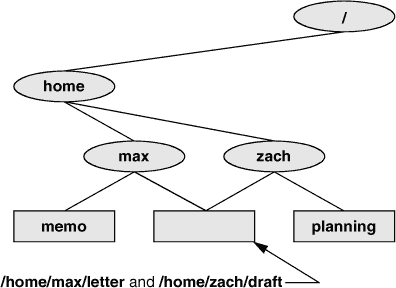 /
home
max zach
memo planning
/home/max/letter and /home/zach/draft